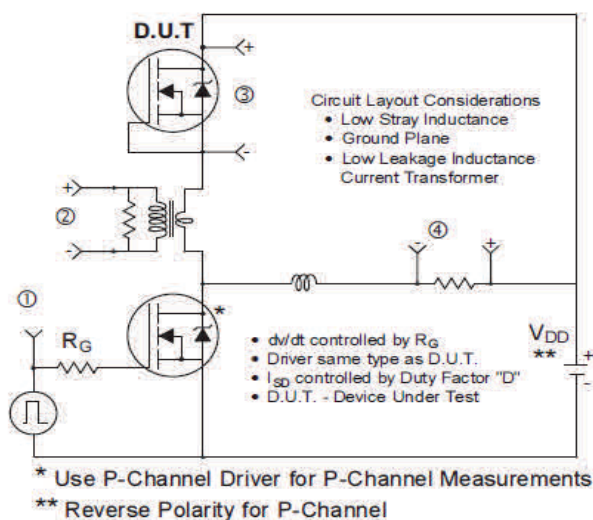 D.U.T
+
③
-
Circuit Layout Considerations
• Low Stray Inductance
• Ground Plane
• Low Leakage Inductance
Current Transformer
+
②
-
④
-
+
①
RG
*
• dv/dt controlled by RG
• Driver same type as D.U.T.
• ISD controlled by Duty Factor "D"
• D.U.T. - Device Under Test
VDD
**
+
-
* Use P-Channel Driver for P-Channel Measurements
** Reverse Polarity for P-Channel